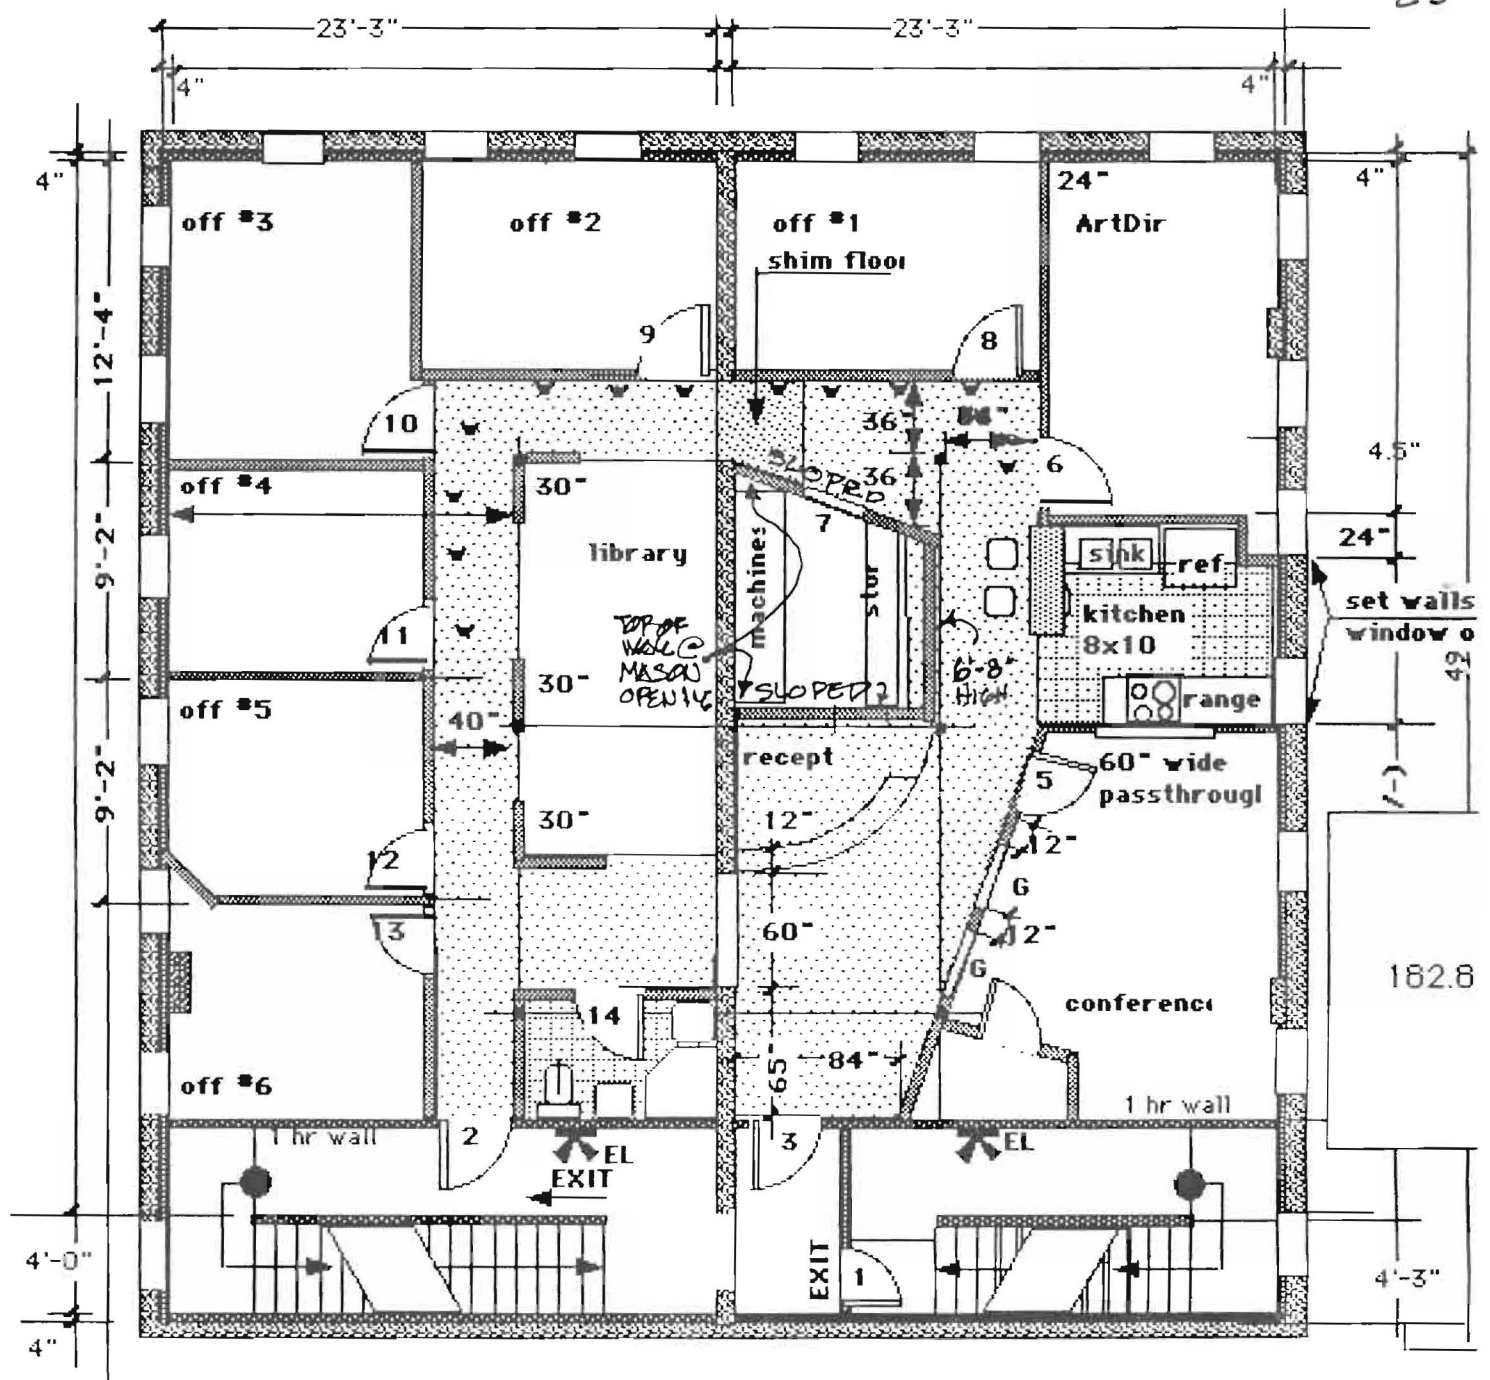 23'-3"
23'-3"
4"
4"
4"
4"
off #3
off #2
off #1
24"
ArtDir
shim floor
12'-4"
9
8
10
36"
6
4.5"
off #4
30"
SLOPED
36
7
24"
9'-2"
library
machines
stor
sink
ref
set walls
window o
kitchen
8x10
11
TOP OF
WALL @
MASON
OPEN'G
6'-8"
HIGH
49
off #5
30"
SLOPED
range
40"
recept
60" wide
passthrough
5
9'-2"
30"
12"
12"
12
G
13
60"
12"
G
182.8
14
conference
off #6
65"
84"
1 hr wall
1 hr wall
2
3
EL
EL
EXIT
EXIT
1
4'-0"
4'-3"
4"